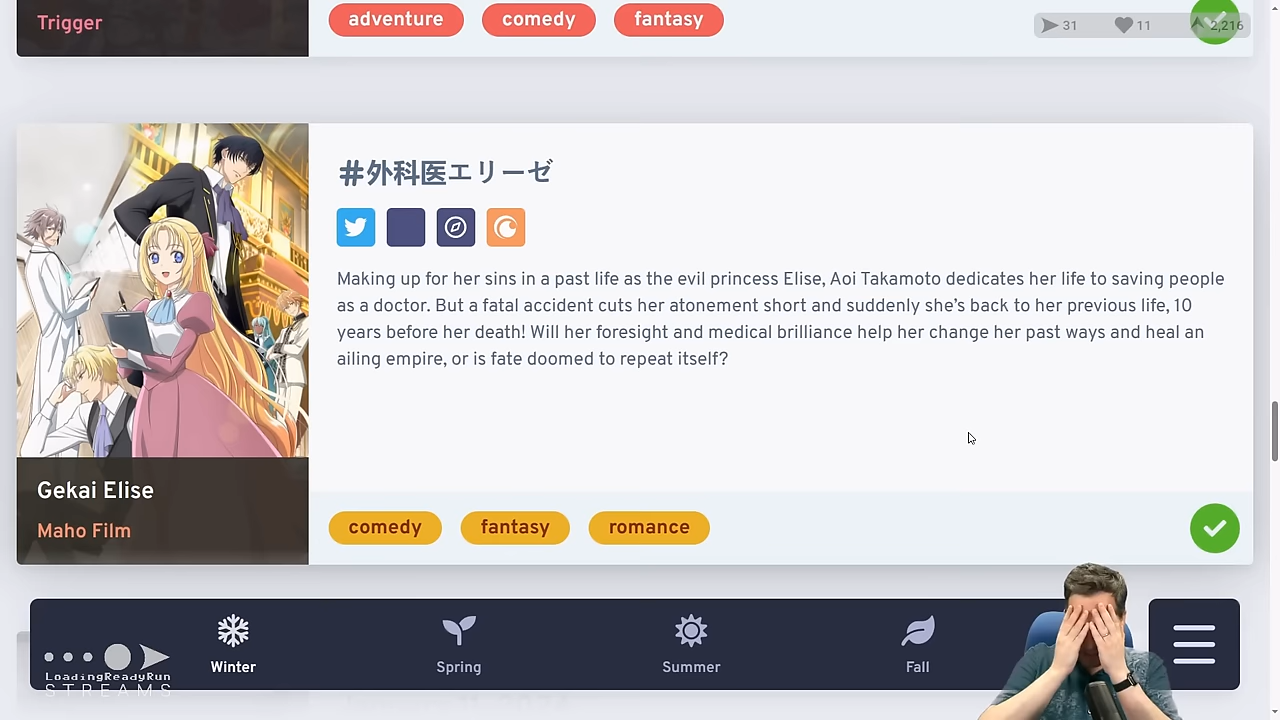 Trigger
adventure comedy fantasy
31 11 2,216
#外科医エリーゼ
Making up for her sins in a past life as the evil princess Elise, Aoi Takamoto dedicates her life to saving people
as a doctor. But a fatal accident cuts her atonement short and suddenly she’s back to her previous life, 10
years before her death! Will her foresight and medical brilliance help her change her past ways and heal an
ailing empire, or is fate doomed to repeat itself?
Gekai Elise
Maho Film
comedy fantasy romance
Winter Spring Summer Fall
LoadingReadyRun
STREAMS